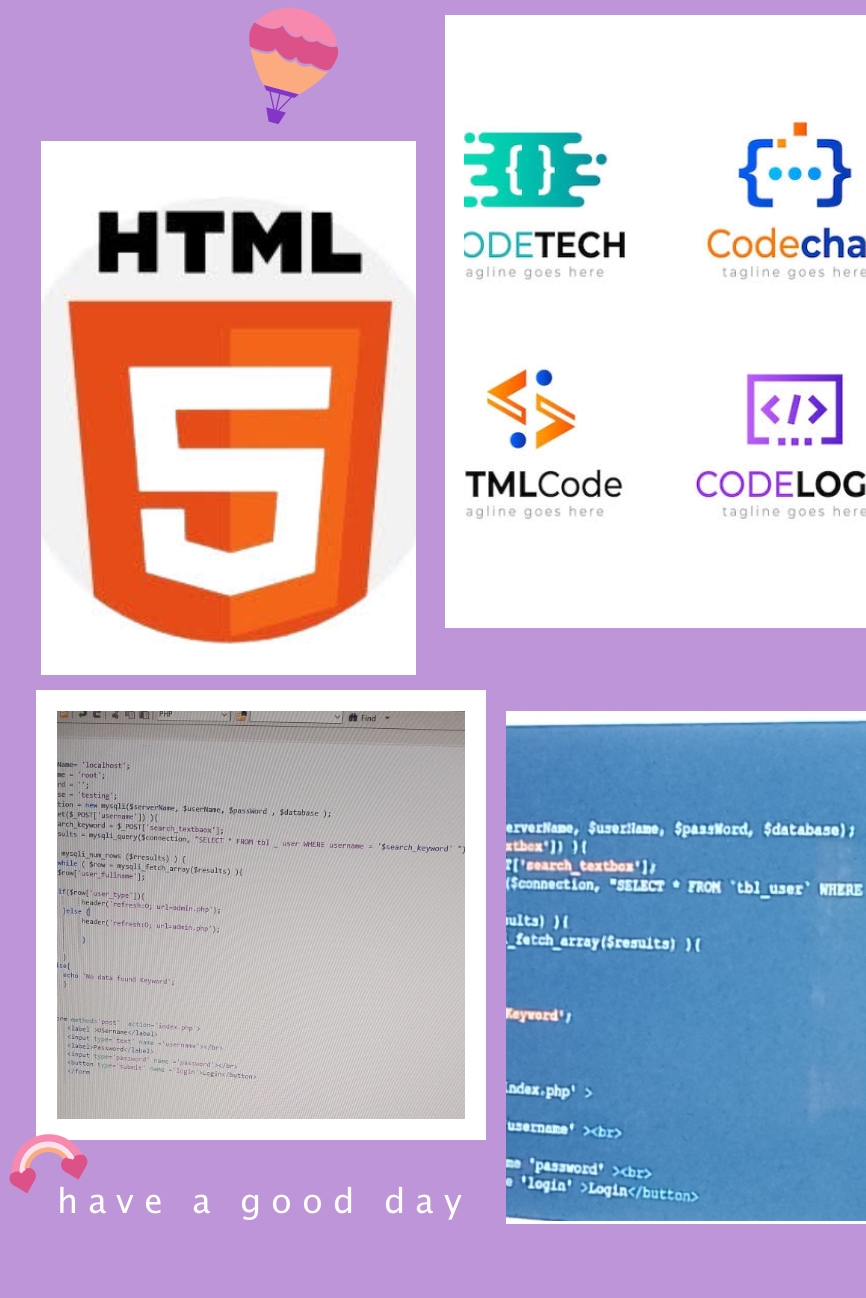 HTML
5
ODETECH
agline goes here
Codecha
tagline goes here
TMLCode
agline goes here
CODELOG
tagline goes here
PHP
Find
Name= 'localhost';
me = 'root';
rd = '';
se = 'testing';
tion = new mysqli($serverName, $userName, $passWord , $database );
et($_POST['username']) ){
arch_keyword = $_POST['search_textbaox'];
sults = mysqli_query($connection, "SELECT * FROM tbl _ user WHERE username = '$search_keyword' ")
mysqli_num_rows ($rresults) ) {
while ( $row = mysqli_fetch_array($results) ){
$row['user_fullname'];
if($row['user_type']){
header('refresh:0; url=admin.php');
}else {
header('refresh:0; url=admin.php');
}
}
lse{
echo 'No data found Keyword';
}
orm method='post' action='index.php'>
<label >USername</label>
<input type='text' name ='username'></br>
<label>Password</label>
<input type='password' name ='password'></br>
<button type='submit' name ='login'>Login</button>
</form
erverName, $userName, $passWord, $database);
xtbox']) ){
T['search_textbox'];
($connection, "SELECT * FROM `tbl_user` WHERE
ults) ){
_fetch_array($results) ){
Keyword';
index.php' >
username' ><br>
me 'password' ><br>
e 'login' >Login</button>
have a good day